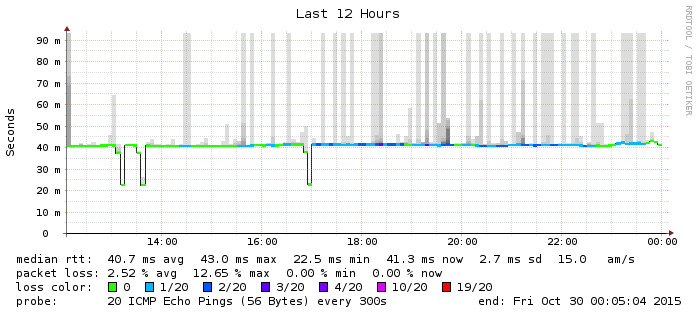 Last 12 Hours
RRDTOOL / TOBI OETIKER
Seconds
90 m
80 m
70 m
60 m
50 m
40 m
30 m
20 m
10 m
0
14:00 16:00 18:00 20:00 22:00 00:00
median rtt: 40.7 ms avg 43.0 ms max 22.5 ms min 41.3 ms now 2.7 ms sd 15.0 am/s
packet loss: 2.52 % avg 12.65 % max 0.00 % min 0.00 % now
loss color: 0 1/20 2/20 3/20 4/20 10/20 19/20
probe: 20 ICMP Echo Pings (56 Bytes) every 300s end: Fri Oct 30 00:05:04 2015